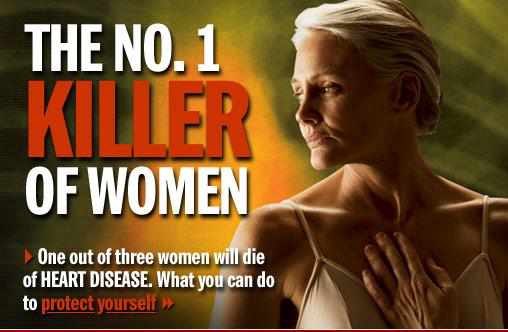 THE NO. 1
KILLER
OF WOMEN
One out of three women will die
of HEART DISEASE. What you can do
to protect yourself